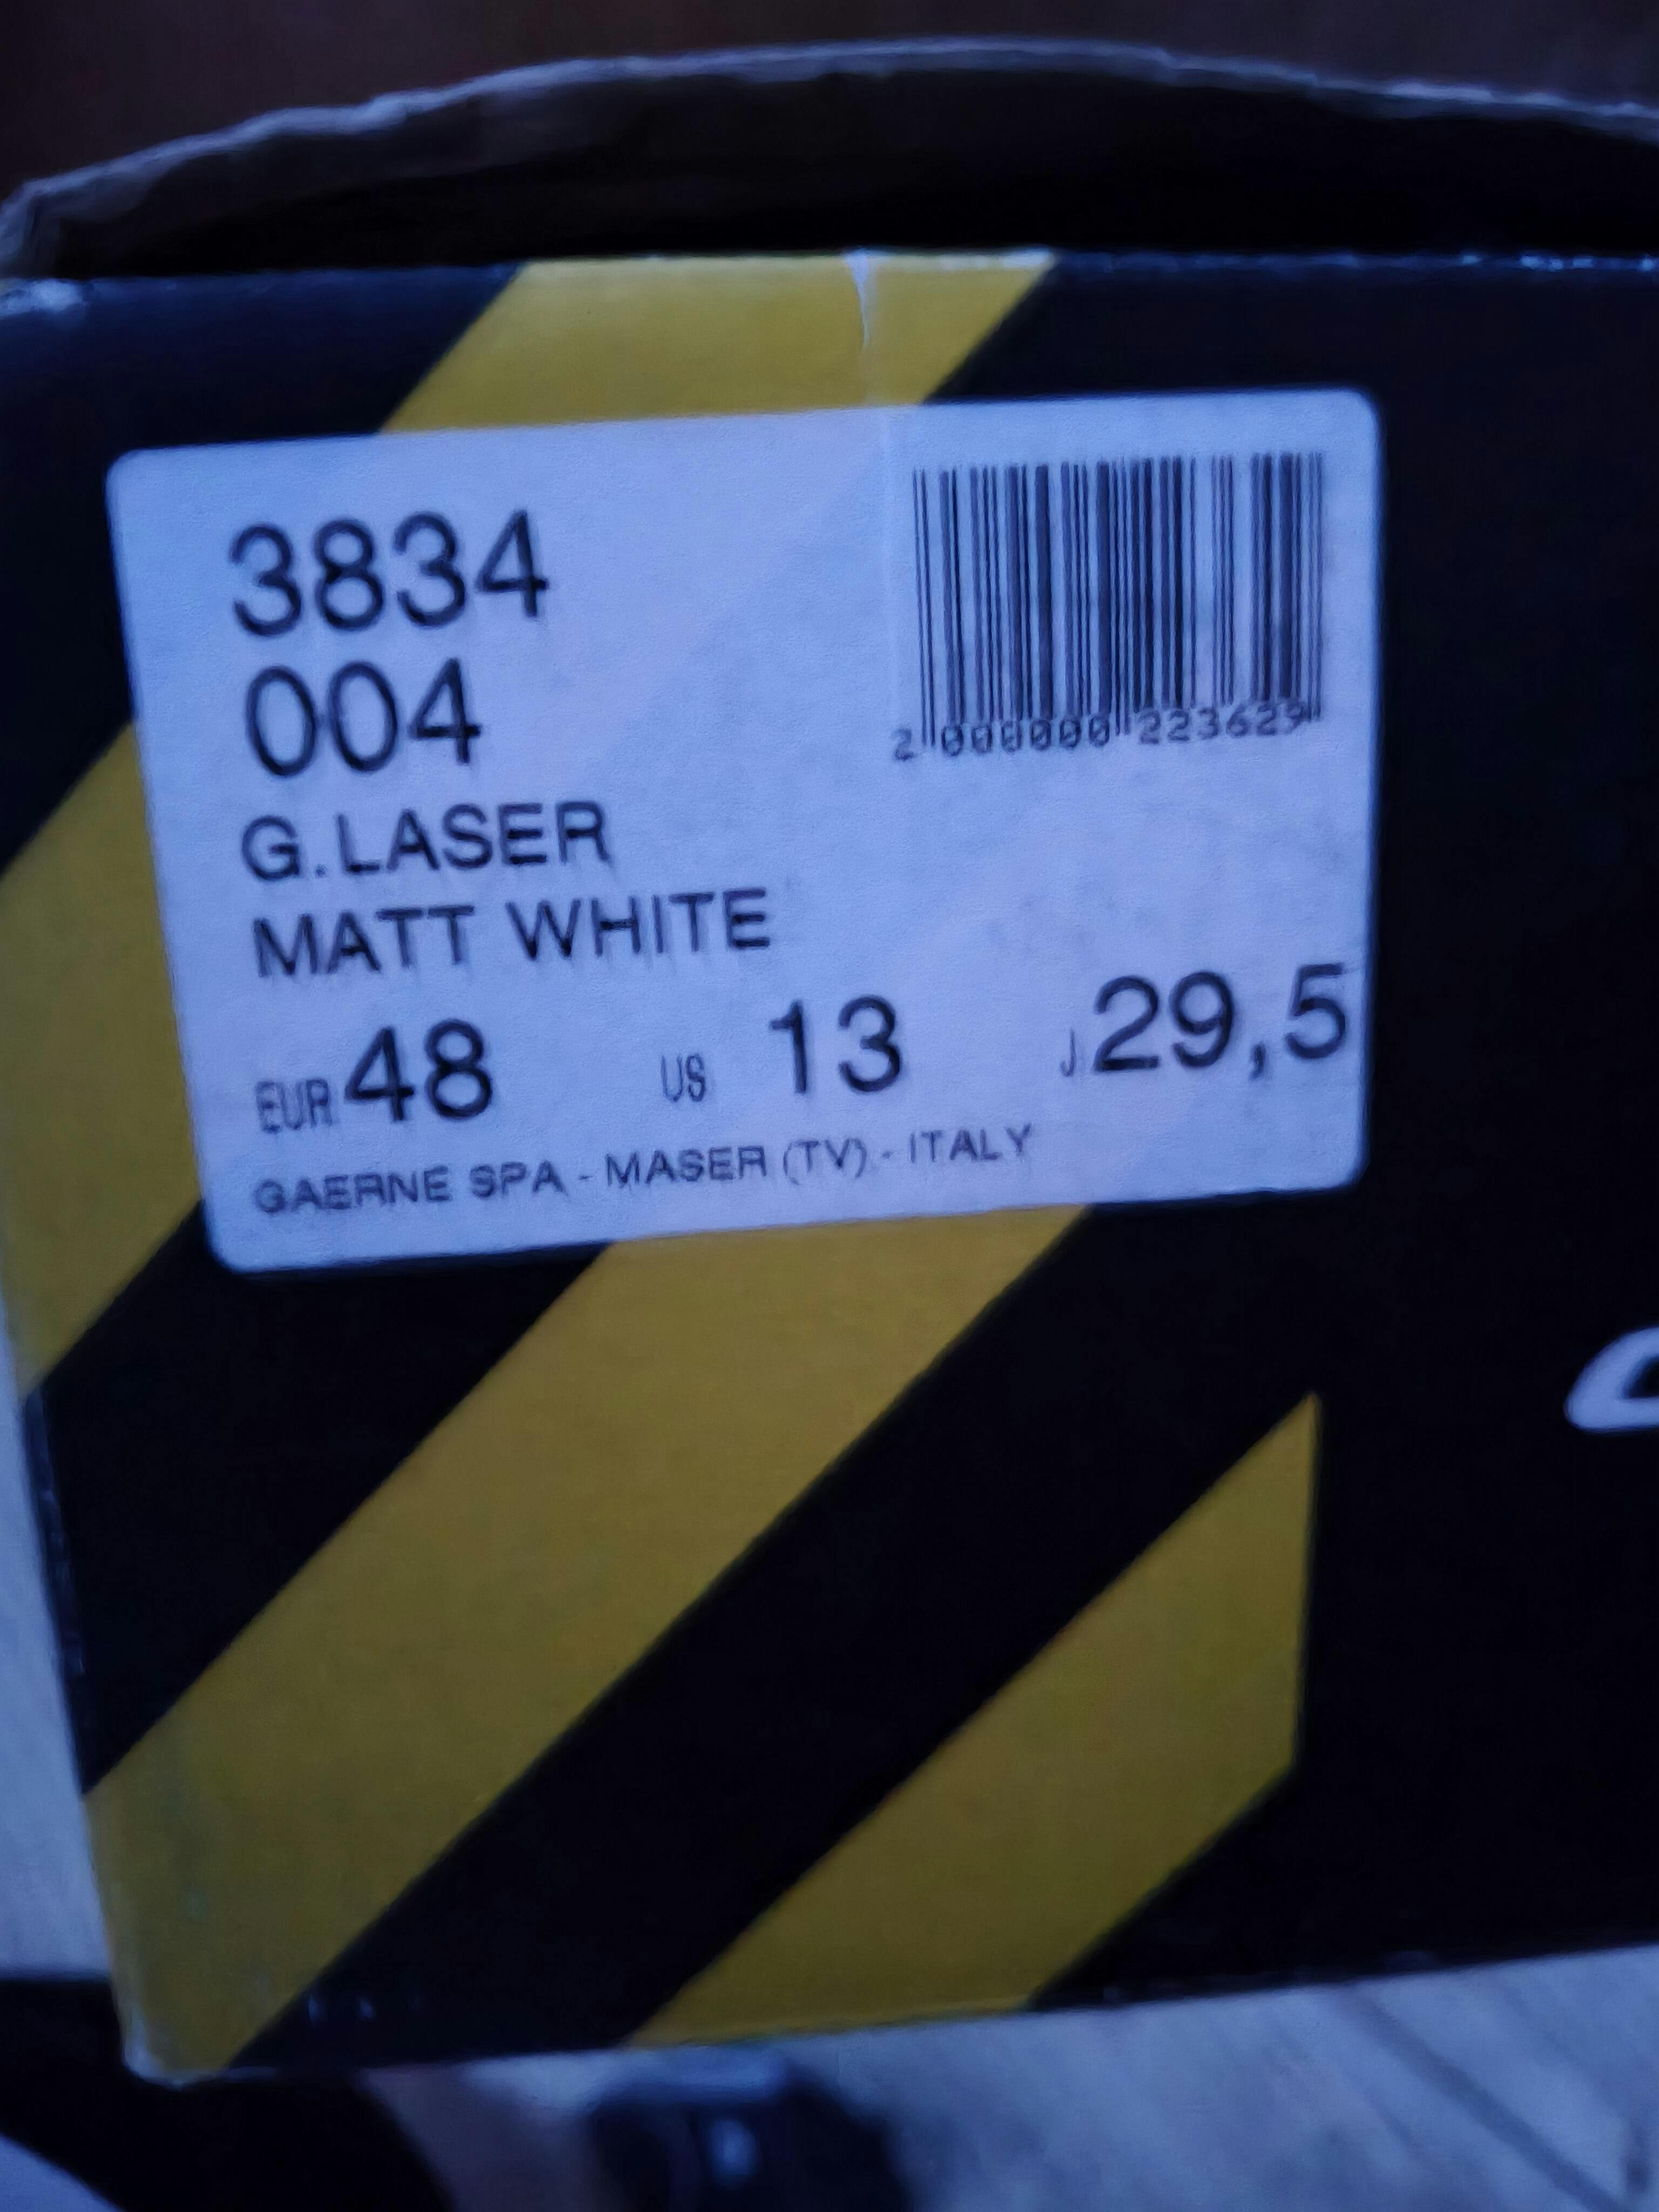 3834
004
G.LASER
MATT WHITE
EUR 48 US 13 J 29,5
GAERNE SPA - MASER (TV) - ITALY
2 000000 223629